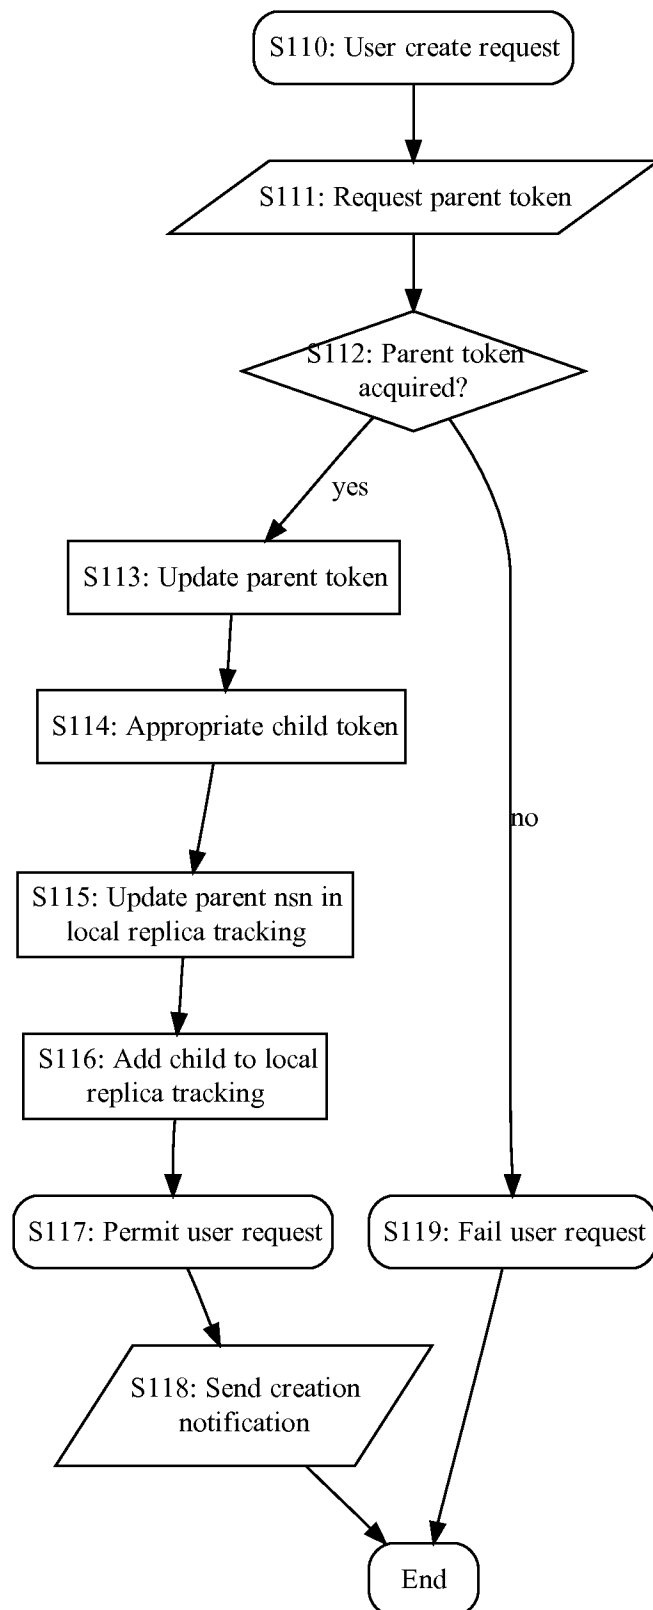 S110: User create request
S111: Request parent token
S112: Parent token
acquired?
yes
S113: Update parent token
S114: Appropriate child token
no
S115: Update parent nsn in
local replica tracking
S116: Add child to local
replica tracking
S117: Permit user request
S119: Fail user request
S118: Send creation
notification
End